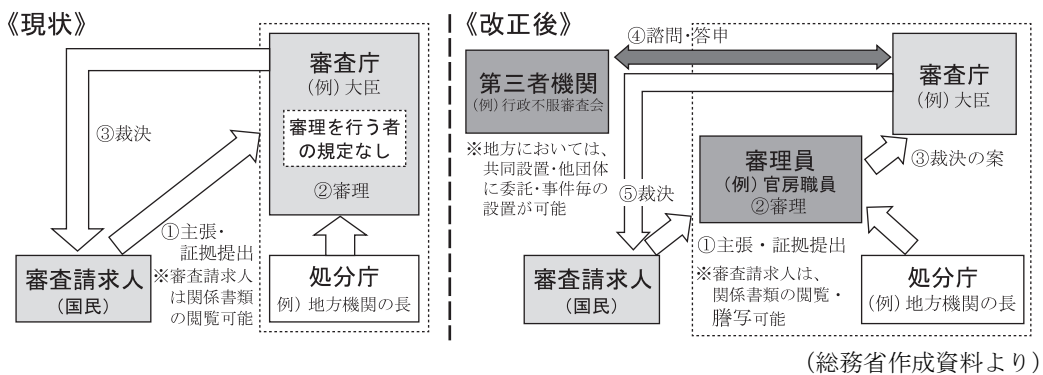 《現状》
審査庁
(例)大臣
審理を行う者
の規定なし
②審理
③裁決
①主張・
証拠提出
※審査請求人
は関係書類
の閲覧可能
審査請求人
(国民)
処分庁
例)地方機関の長
《改正後》
④諮問・答申
第三者機関
(例)行政不服審査会
※地方においては、
共同設置・他団体
に委託・事件毎の
設置が可能
審査庁
(例)大臣
審理員
(例)官房職員
②審理
③裁決の案
⑤裁決
①主張・証拠提出
※審査請求人は、
関係書類の閲覧・
謄写可能
審査請求人
(国民)
処分庁
(例)地方機関の長
(総務省作成資料より)